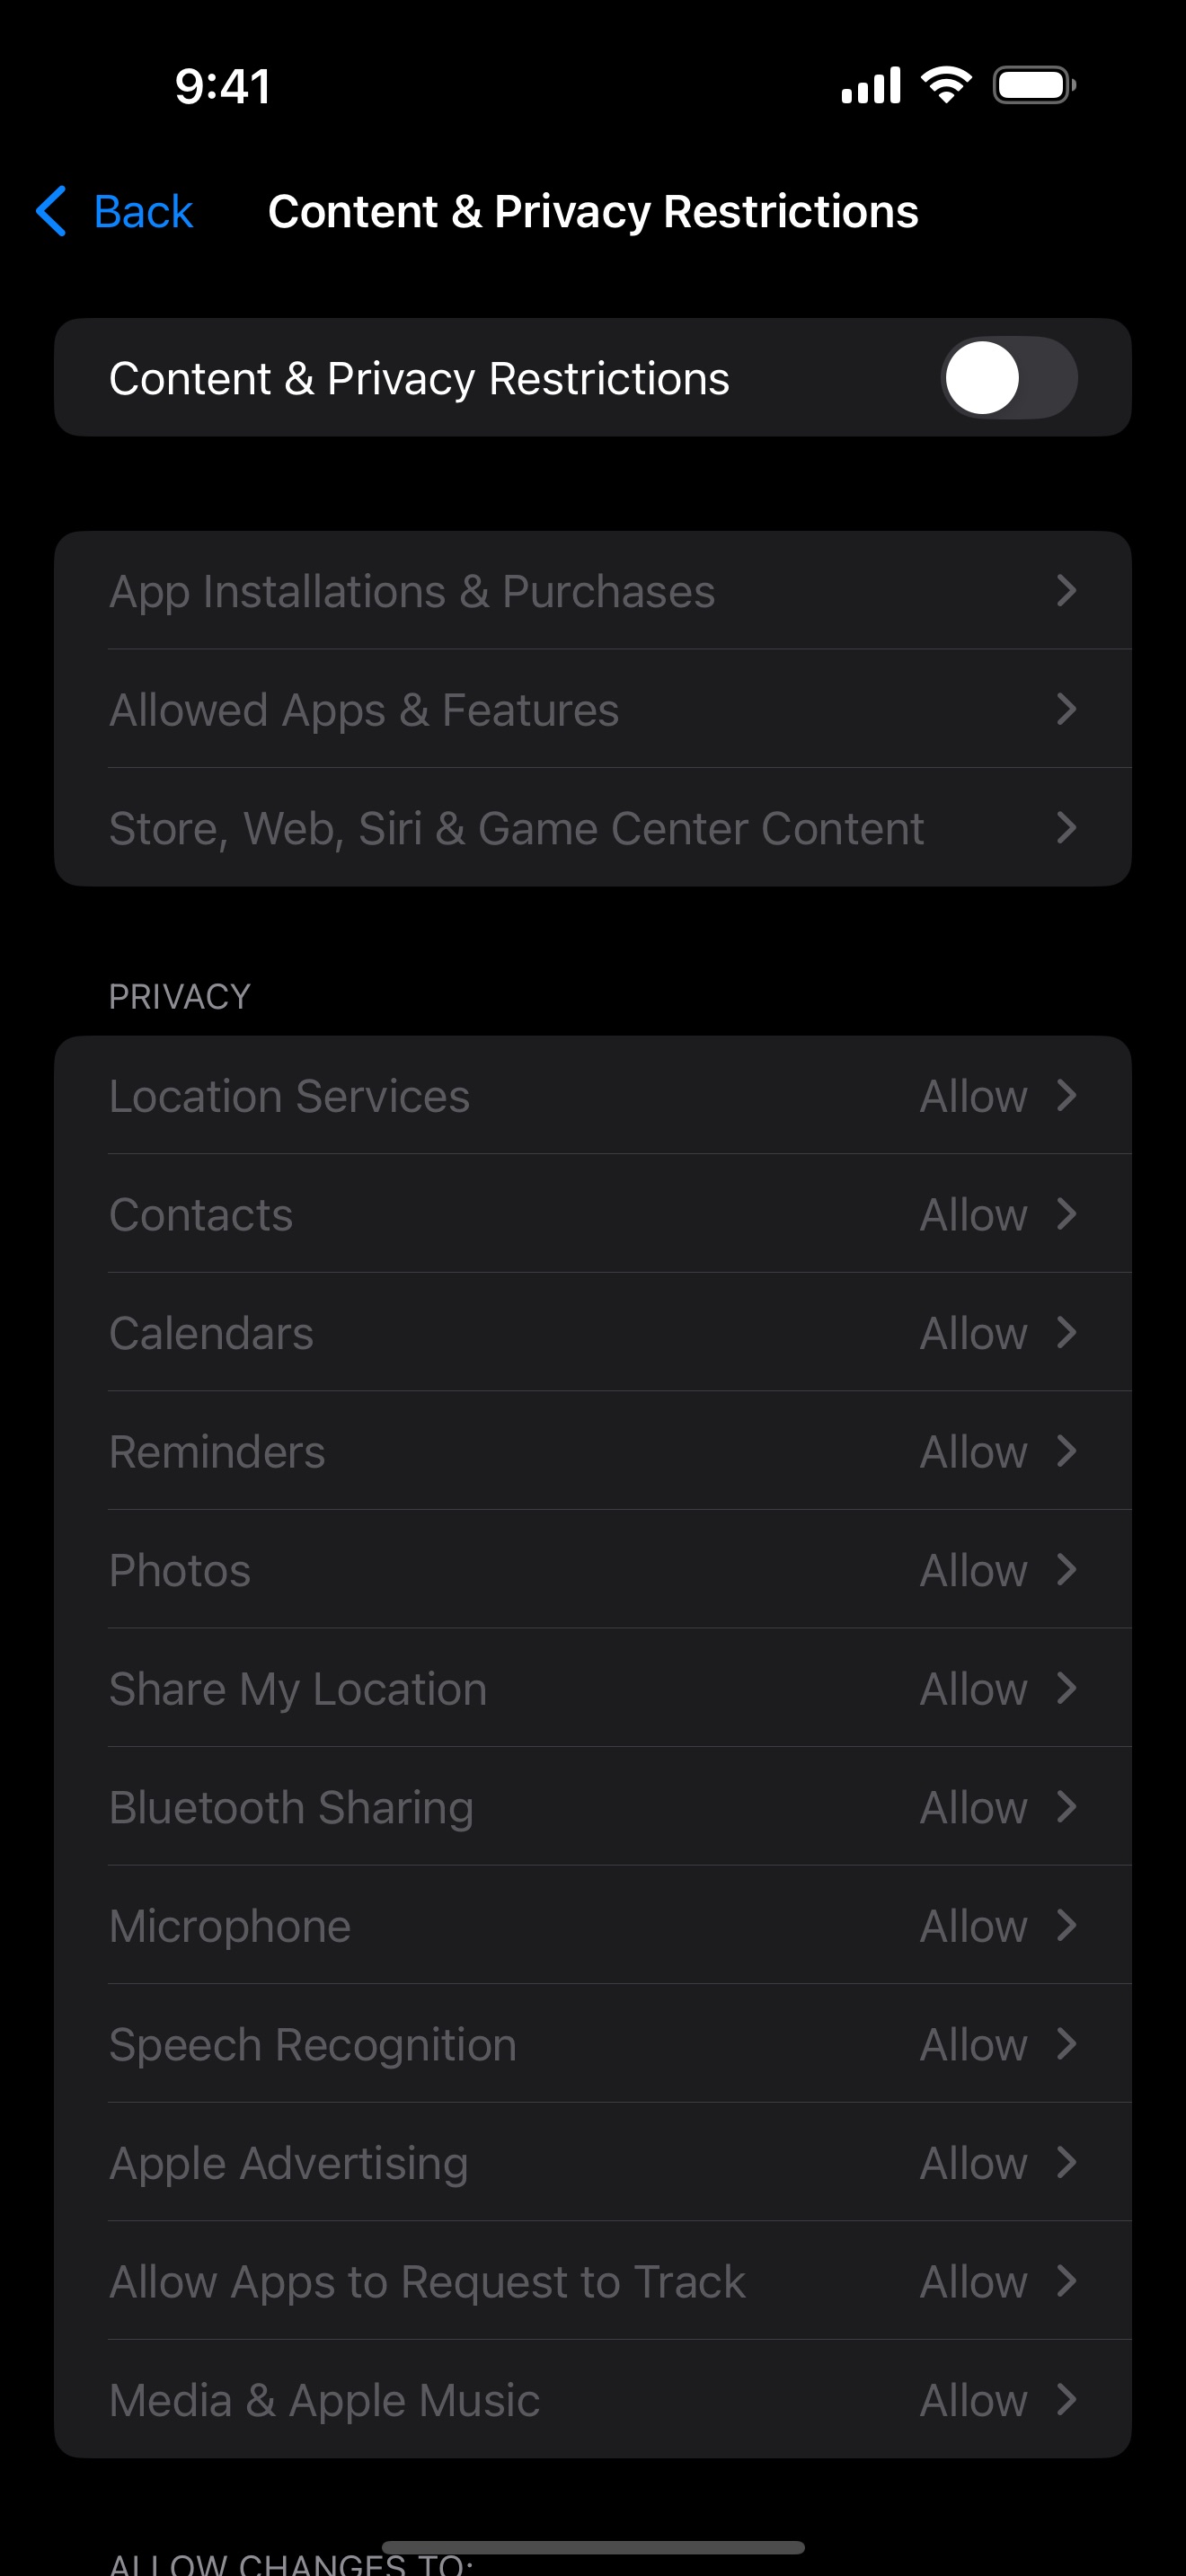 9:41
Back
Content & Privacy Restrictions
Content & Privacy Restrictions
App Installations & Purchases
Allowed Apps & Features
Store, Web, Siri & Game Center Content
PRIVACY
Location Services Allow
Contacts Allow
Calendars Allow
Reminders Allow
Photos Allow
Share My Location Allow
Bluetooth Sharing Allow
Microphone Allow
Speech Recognition Allow
Apple Advertising Allow
Allow Apps to Request to Track Allow
Media & Apple Music Allow
ALLOW CHANGES TO: